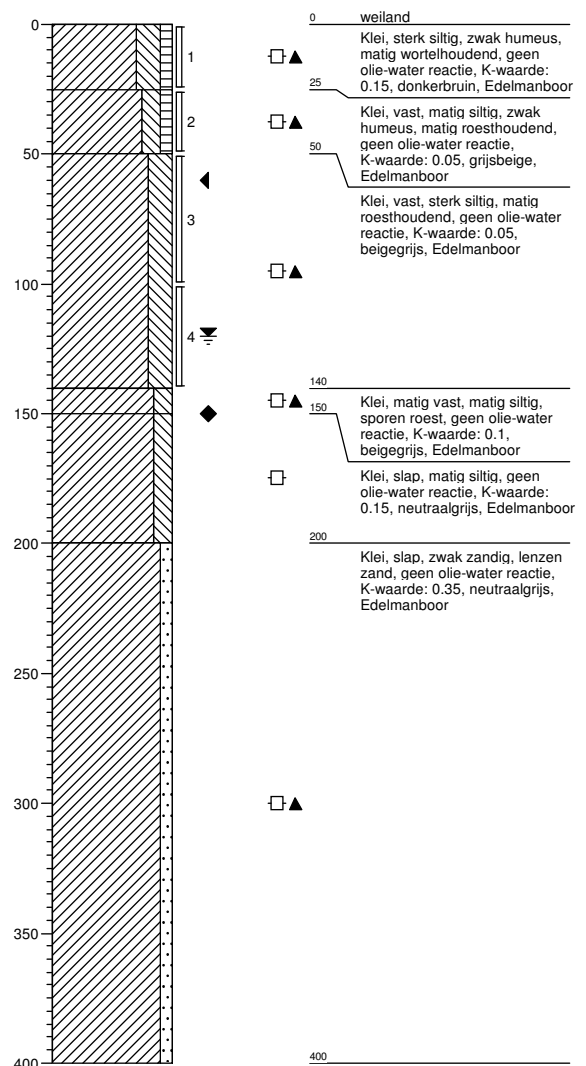 0
50
100
150
200
250
300
350
400
1
2
3
4
0
weiland
Klei, sterk siltig, zwak humeus,
matig wortelhoudend, geen
olie-water reactie, K-waarde:
0.15, donkerbruin, Edelmanboor
25
Klei, vast, matig siltig, zwak
humeus, matig roesthoudend,
geen olie-water reactie,
K-waarde: 0.05, grijsbeige,
Edelmanboor
50
Klei, vast, sterk siltig, matig
roesthoudend, geen olie-water
reactie, K-waarde: 0.05,
beigegrijs, Edelmanboor
140
Klei, matig vast, matig siltig,
sporen roest, geen olie-water
reactie, K-waarde: 0.1,
beigegrijs, Edelmanboor
150
Klei, slap, matig siltig, geen
olie-water reactie, K-waarde:
0.15, neutraalgrijs, Edelmanboor
200
Klei, slap, zwak zandig, lenzen
zand, geen olie-water reactie,
K-waarde: 0.35, neutraalgrijs,
Edelmanboor
400